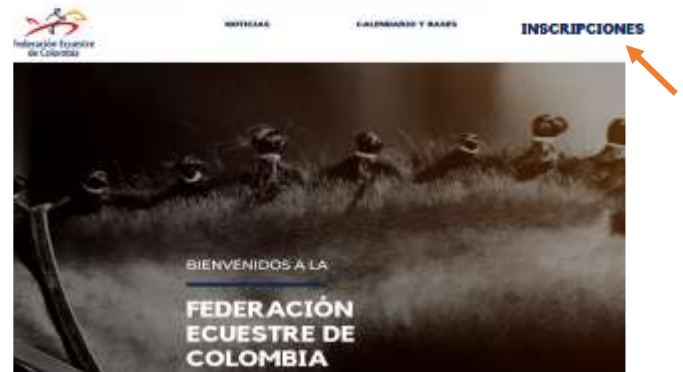 Federación Ecuestre
de Colombia
NOTICIAS
CALENDARIO Y BASES
INSCRIPCIONES
BIENVENIDOS A LA
FEDERACIÓN
ECUESTRE DE
COLOMBIA